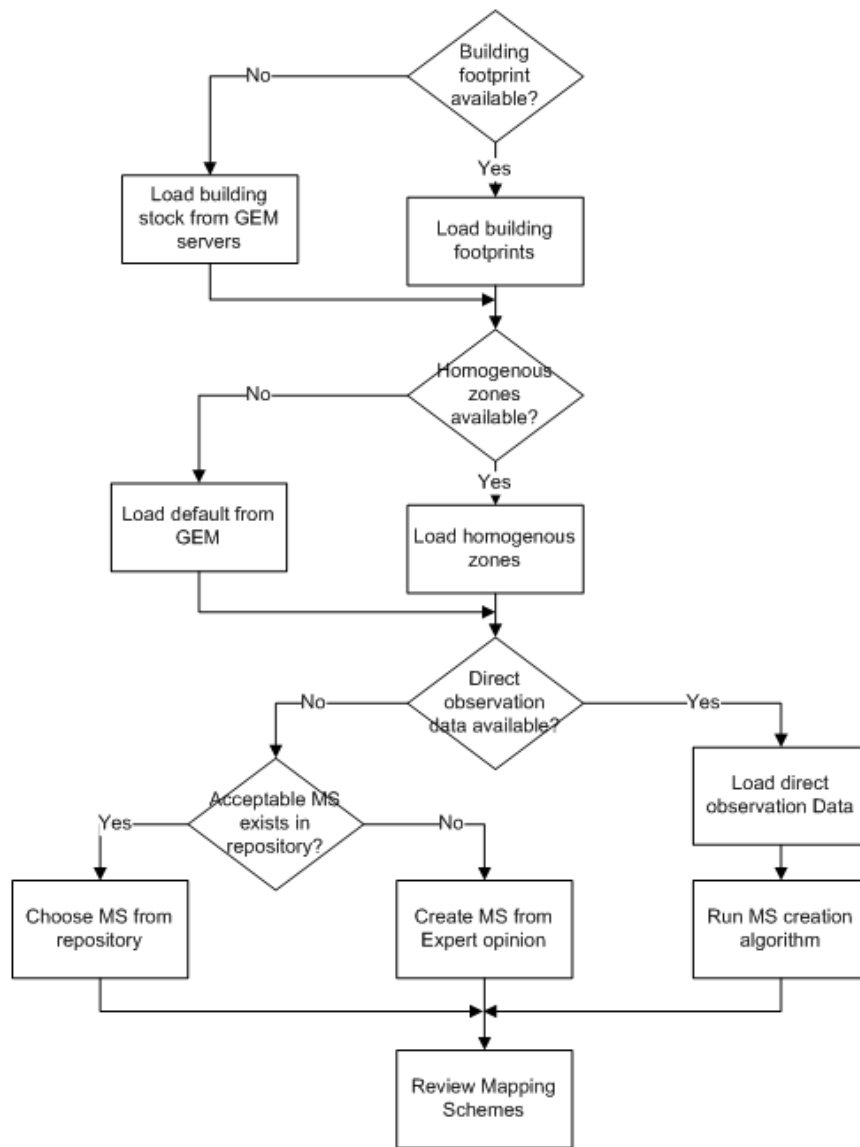 Building
footprint
available?
No
Yes
Load building
stock from GEM
servers
Load building
footprints
Homogenous
zones
available?
No
Yes
Load default from
GEM
Load homogenous
zones
Direct
observation
data available?
No
Yes
Acceptable MS
exists in
repository?
Yes
No
Load direct
observation Data
Choose MS from
repository
Create MS from
Expert opinion
Run MS creation
algorithm
Review Mapping
Schemes